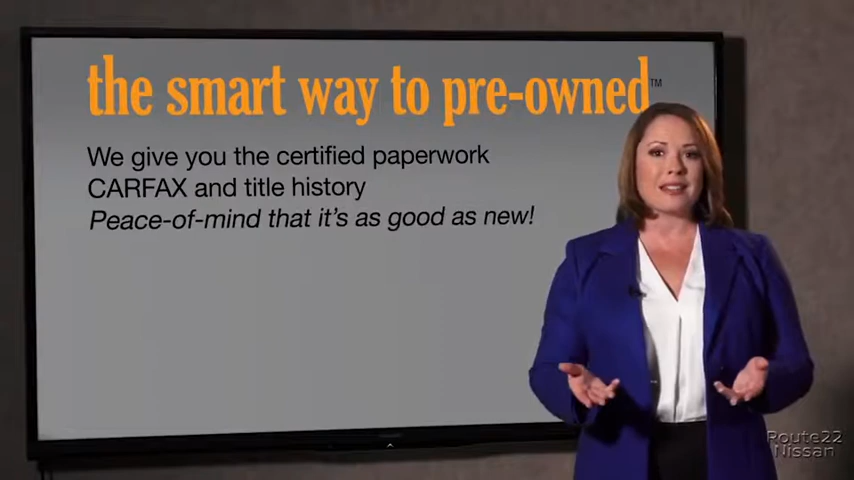 the smart way to pre-owned™
We give you the certified paperwork
CARFAX and title history
Peace-of-mind that it's as good as new!
Route22
Nissan